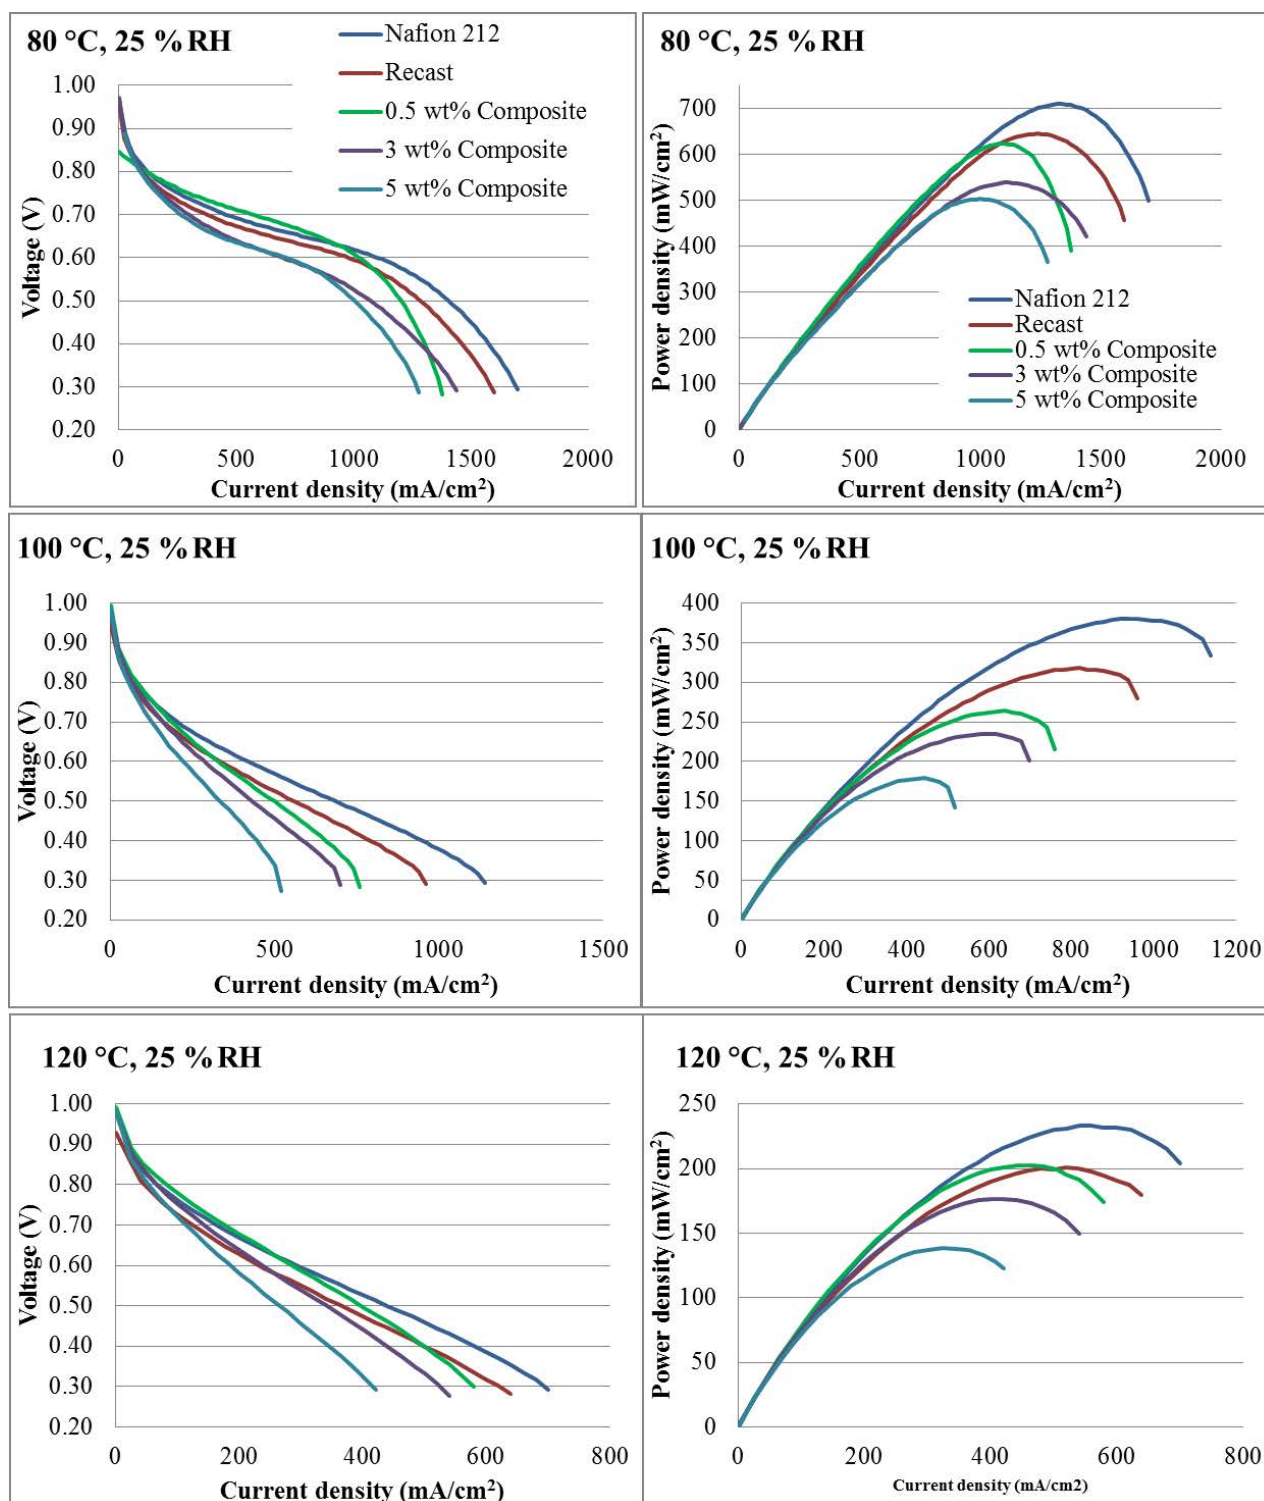 80 °C, 25 % RH
Nafion 212
Recast
0.5 wt% Composite
3 wt% Composite
5 wt% Composite
Voltage (V)
1.00
0.90
0.80
0.70
0.60
0.50
0.40
0.30
0.20
0 500 1000 1500 2000
Current density (mA/cm²)
80 °C, 25 % RH
Power density (mW/cm²)
700
600
500
400
300
200
100
0
Nafion 212
Recast
0.5 wt% Composite
3 wt% Composite
5 wt% Composite
0 500 1000 1500 2000
Current density (mA/cm²)
100 °C, 25 % RH
Voltage (V)
1.00
0.90
0.80
0.70
0.60
0.50
0.40
0.30
0.20
0 500 1000 1500
Current density (mA/cm²)
100 °C, 25 % RH
Power density (mW/cm²)
400
350
300
250
200
150
100
50
0
0 200 400 600 800 1000 1200
Current density (mA/cm²)
120 °C, 25 % RH
Voltage (V)
1.00
0.90
0.80
0.70
0.60
0.50
0.40
0.30
0.20
0 200 400 600 800
Current density (mA/cm²)
120 °C, 25 % RH
Power density (mW/cm²)
250
200
150
100
50
0
0 200 400 600 800
Current density (mA/cm2)